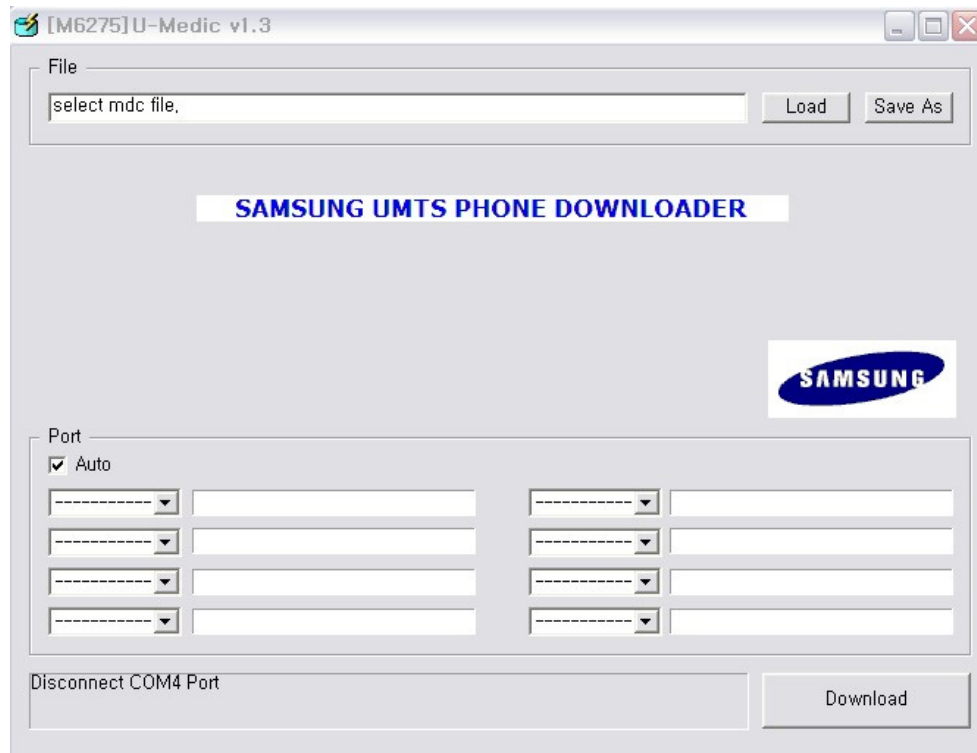 [M6275]U-Medic v1.3
File
select mdc file,
Load
Save As
SAMSUNG UMTS PHONE DOWNLOADER
SAMSUNG
Port
Auto
-----------
-----------
-----------
-----------
-----------
-----------
-----------
-----------
Disconnect COM4 Port
Download